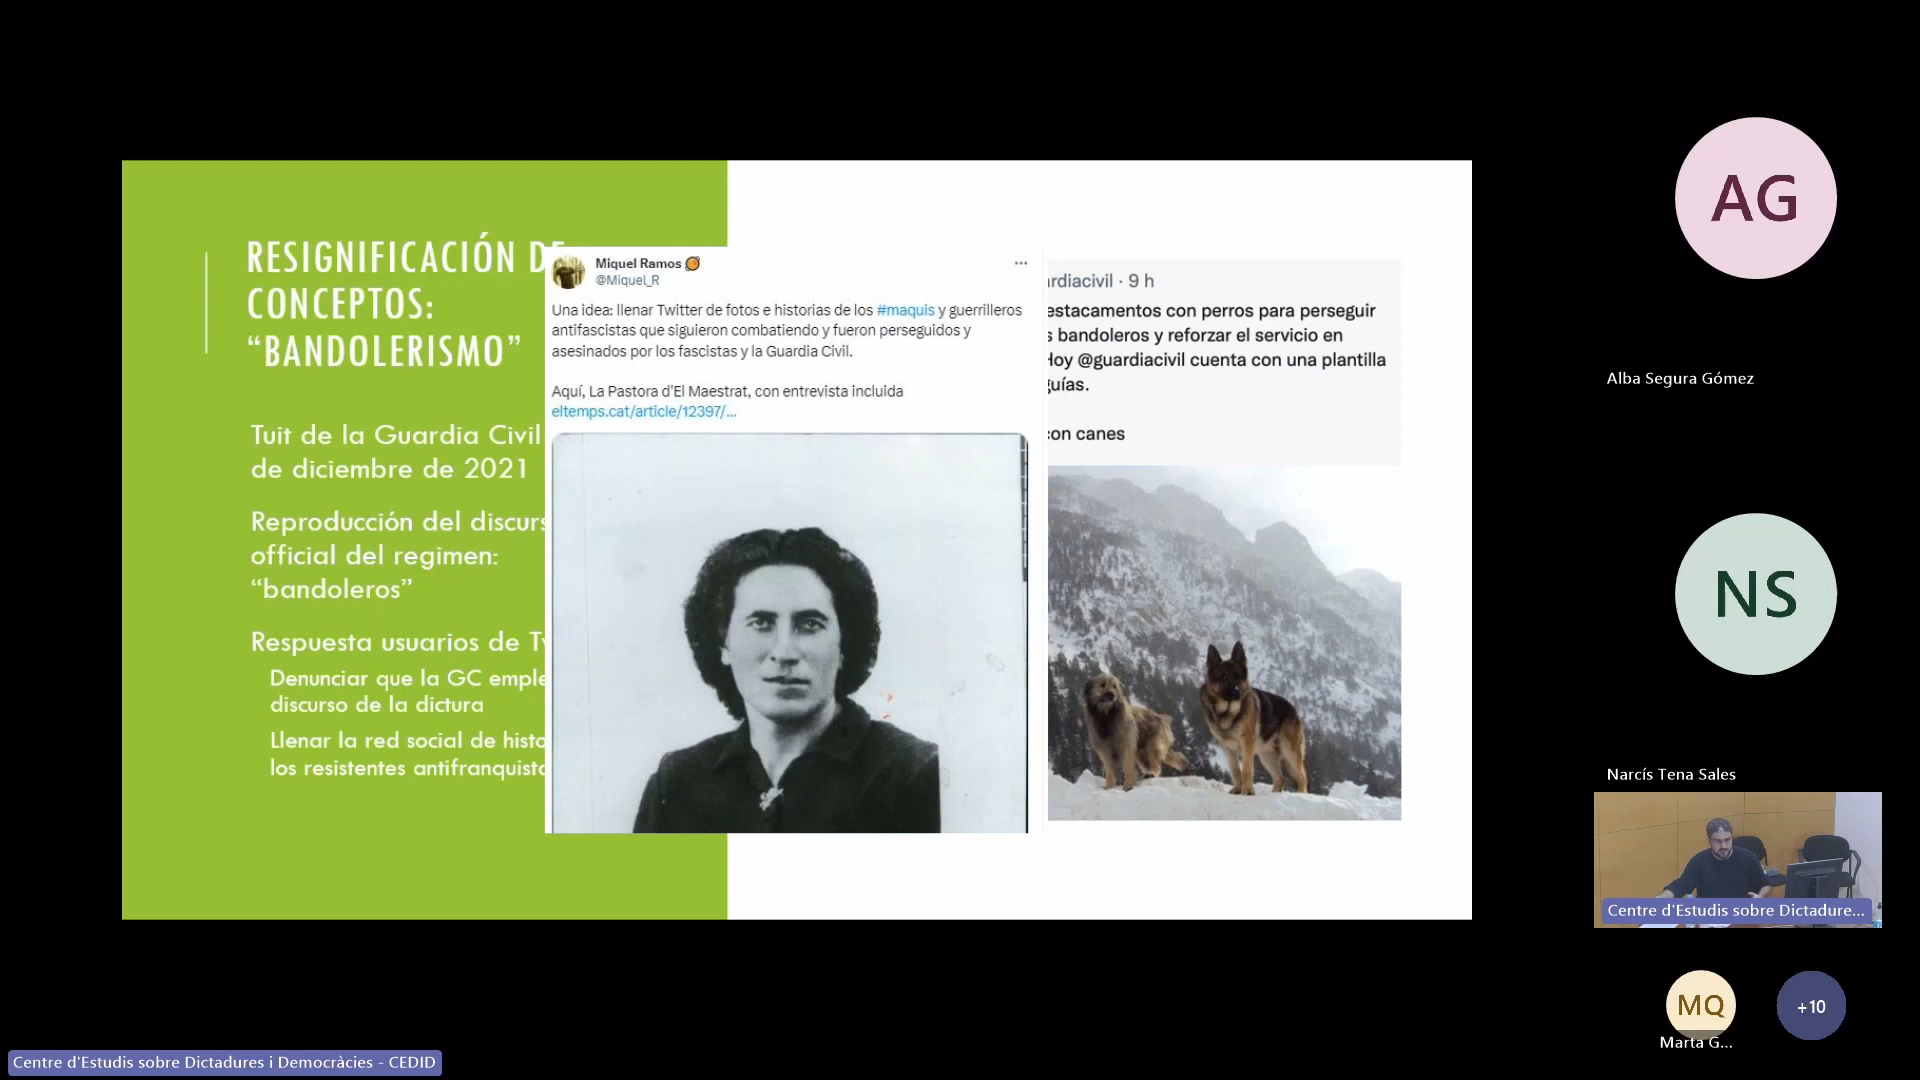 RESIGNIFICACIÓN DE
CONCEPTOS:
“BANDOLERISMO”
Tuit de la Guardia Civil
de diciembre de 2021
Reproducción del discurs
official del regimen:
“bandoleros”
Respuesta usuarios de Tw
Denunciar que la GC emple
discurso de la dictura
Llenar la red social de histo
los resistentes antifranquista
Miquel Ramos
@Miquel_R
Una idea: llenar Twitter de fotos e historias de los #maquis y guerrilleros
antifascistas que siguieron combatiendo y fueron perseguidos y
asesinados por los fascistas y la Guardia Civil.
Aquí, La Pastora d'El Maestrat, con entrevista incluida
eltemps.cat/article/12397/...
rdiacivil · 9 h
estacamentos con perros para perseguir
s bandoleros y reforzar el servicio en
Hoy @guardiacivil cuenta con una plantilla
guías.
con canes
AG
Alba Segura Gómez
NS
Narcís Tena Sales
Centre d'Estudis sobre Dictadure...
MQ
+10
Marta G...
Centre d'Estudis sobre Dictadures i Democràcies - CEDID